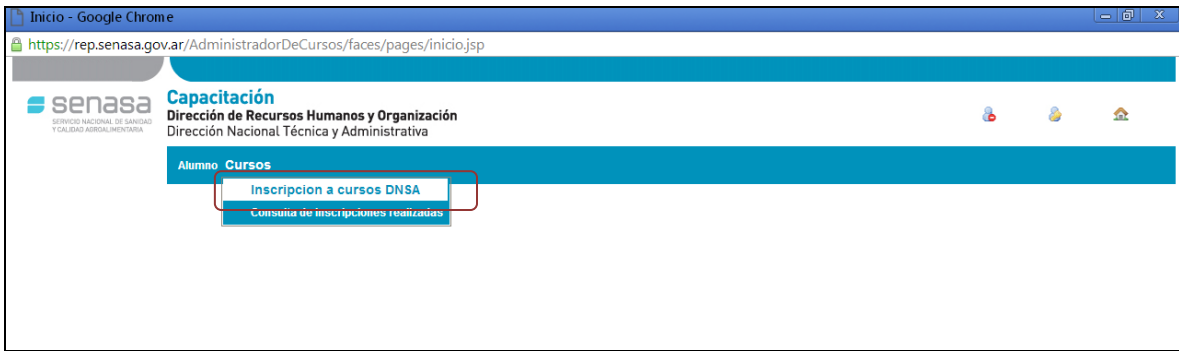 Inicio - Google Chrome
https://rep.senasa.gov.ar/AdministradorDeCursos/faces/pages/inicio.jsp
senasa
SERVICIO NACIONAL DE SANIDAD
Y CALIDAD AGROALIMENTARIA
Capacitación
Dirección de Recursos Humanos y Organización
Dirección Nacional Técnica y Administrativa
Alumno Cursos
Inscripcion a cursos DNSA
Consulta de inscripciones realizadas